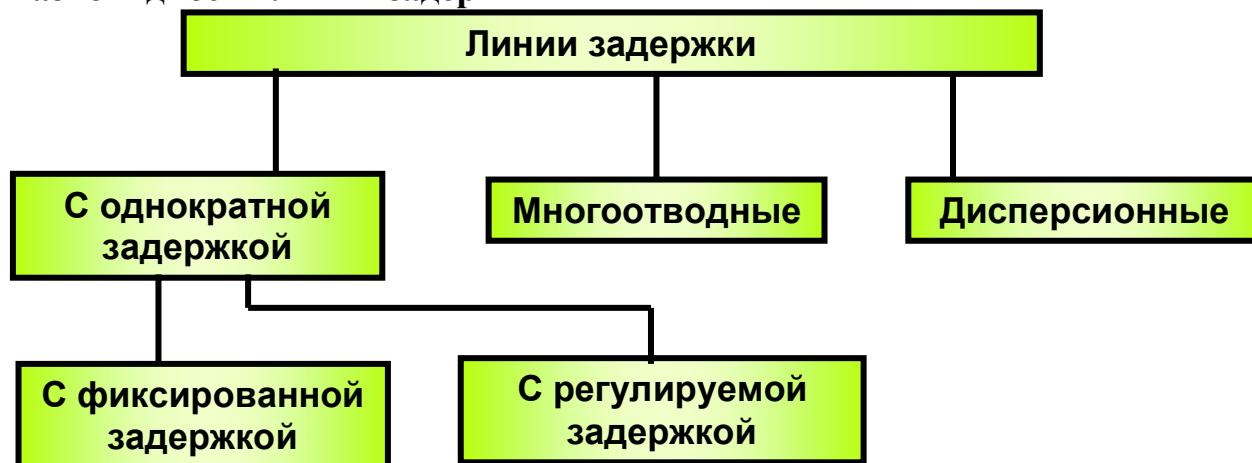 Линии задержки
С однократной
задержкой
Многоотводные
Дисперсионные
С фиксированной
задержкой
С регулируемой
задержкой